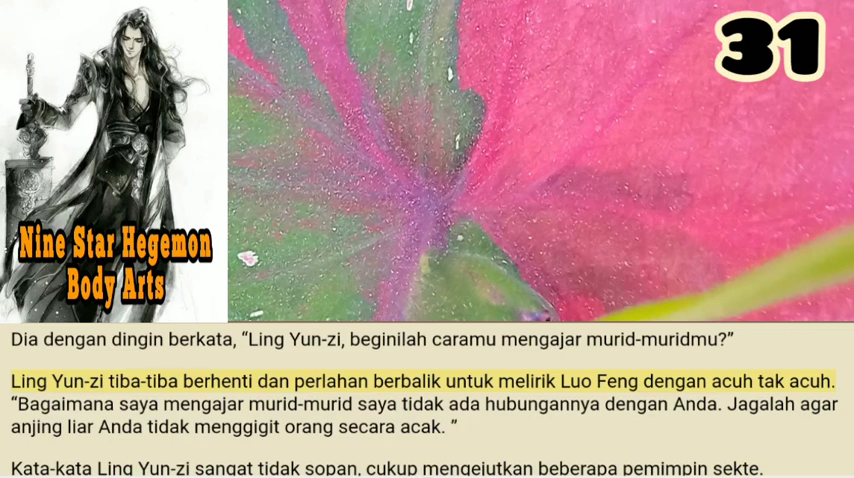 31
Nine Star Hegemon
Body Arts
Dia dengan dingin berkata, “Ling Yun-zi, beginilah caramu mengajar murid-muridmu?”
Ling Yun-zi tiba-tiba berhenti dan perlahan berbalik untuk melirik Luo Feng dengan acuh tak acuh.
“Bagaimana saya mengajar murid-murid saya tidak ada hubungannya dengan Anda. Jagalah agar
anjing liar Anda tidak menggigit orang secara acak. ”
Kata-kata Ling Yun-zi sangat tidak sopan, cukup mengejutkan beberapa pemimpin sekte.